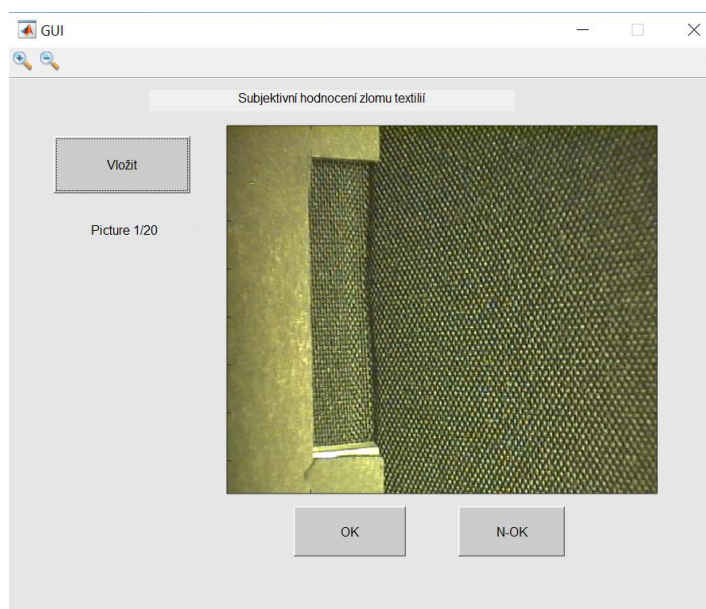 GUI
Subjektivní hodnocení zlomu textilií
Vložit
Picture 1/20
OK
N-OK